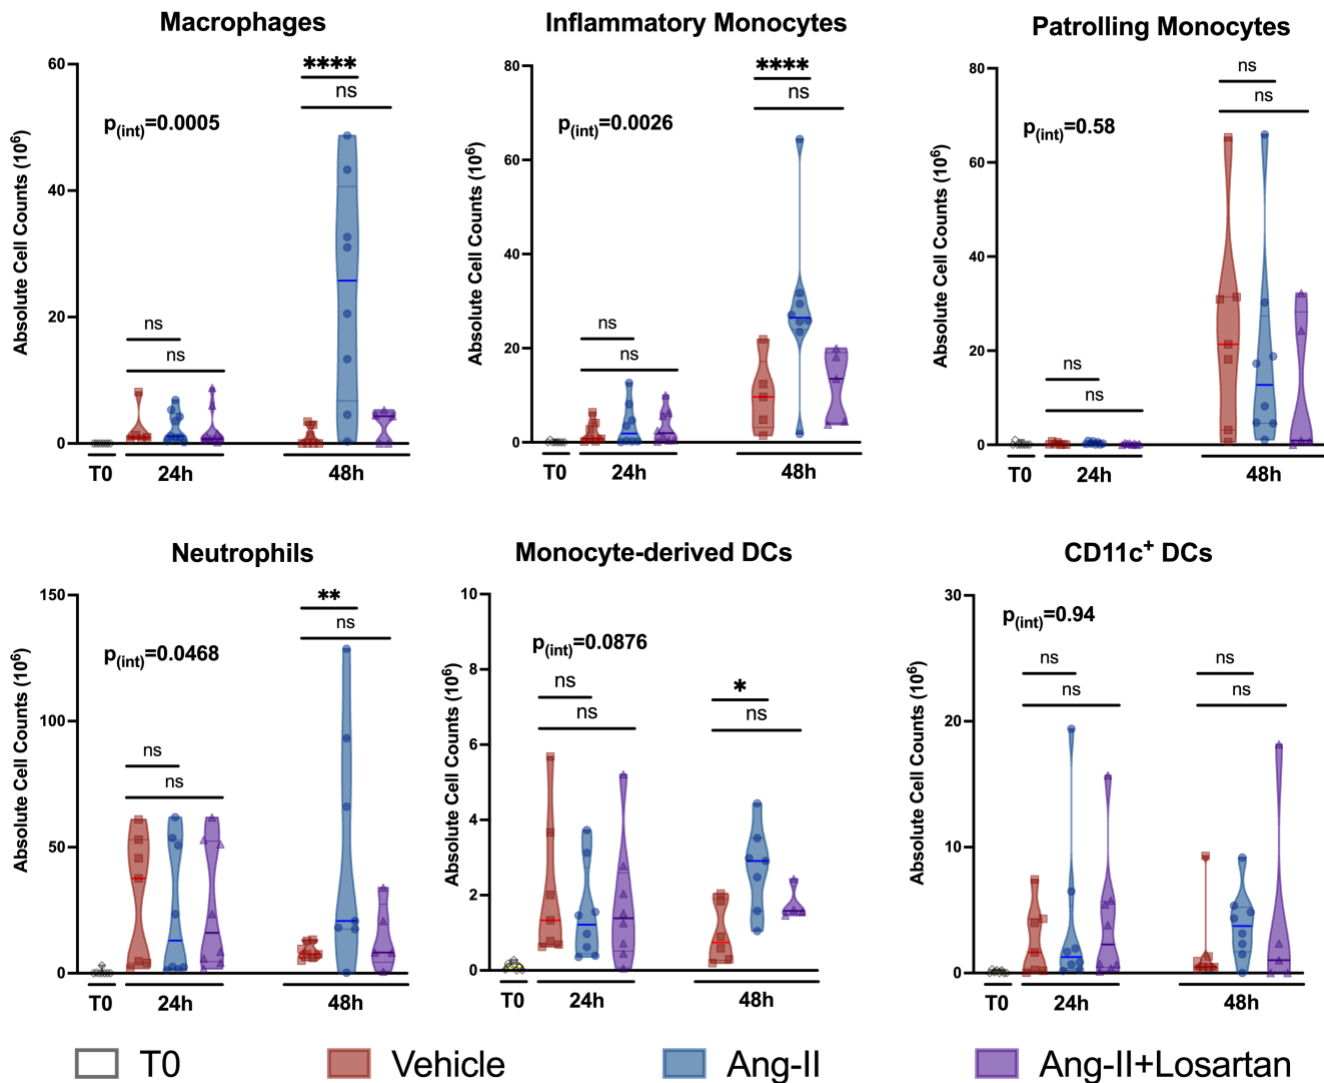 Macrophages
Absolute Cell Counts (10⁶)
60
40
20
0
p(int)=0.0005
ns
ns
****
ns
T0
24h
48h
Inflammatory Monocytes
Absolute Cell Counts (10⁶)
80
60
40
20
0
p(int)=0.0026
ns
ns
****
ns
T0
24h
48h
Patrolling Monocytes
Absolute Cell Counts (10⁶)
80
60
40
20
0
p(int)=0.58
ns
ns
ns
ns
T0
24h
48h
Neutrophils
Absolute Cell Counts (10⁶)
150
100
50
0
p(int)=0.0468
ns
ns
**
ns
T0
24h
48h
Monocyte-derived DCs
Absolute Cell Counts (10⁶)
10
8
6
4
2
0
p(int)=0.0876
ns
ns
*
ns
T0
24h
48h
CD11c⁺ DCs
Absolute Cell Counts (10⁶)
30
20
10
0
p(int)=0.94
ns
ns
ns
ns
T0
24h
48h
T0
Vehicle
Ang-II
Ang-II+Losartan